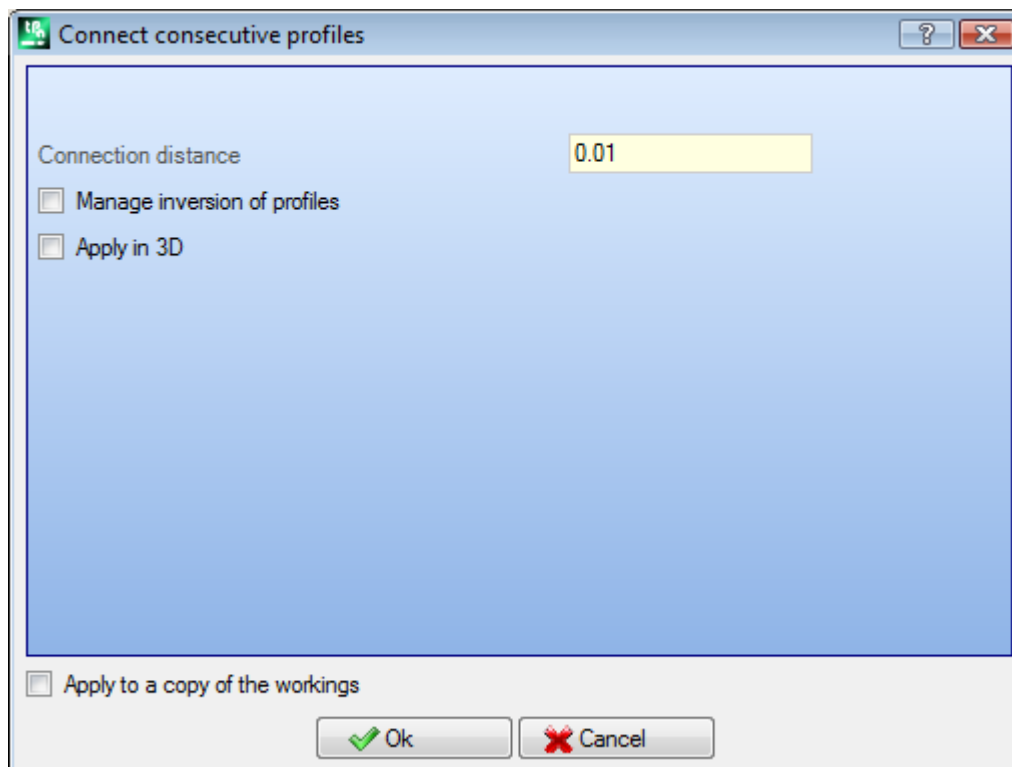 Connect consecutive profiles
Connection distance 0.01
Manage inversion of profiles
Apply in 3D
Apply to a copy of the workings
Ok Cancel